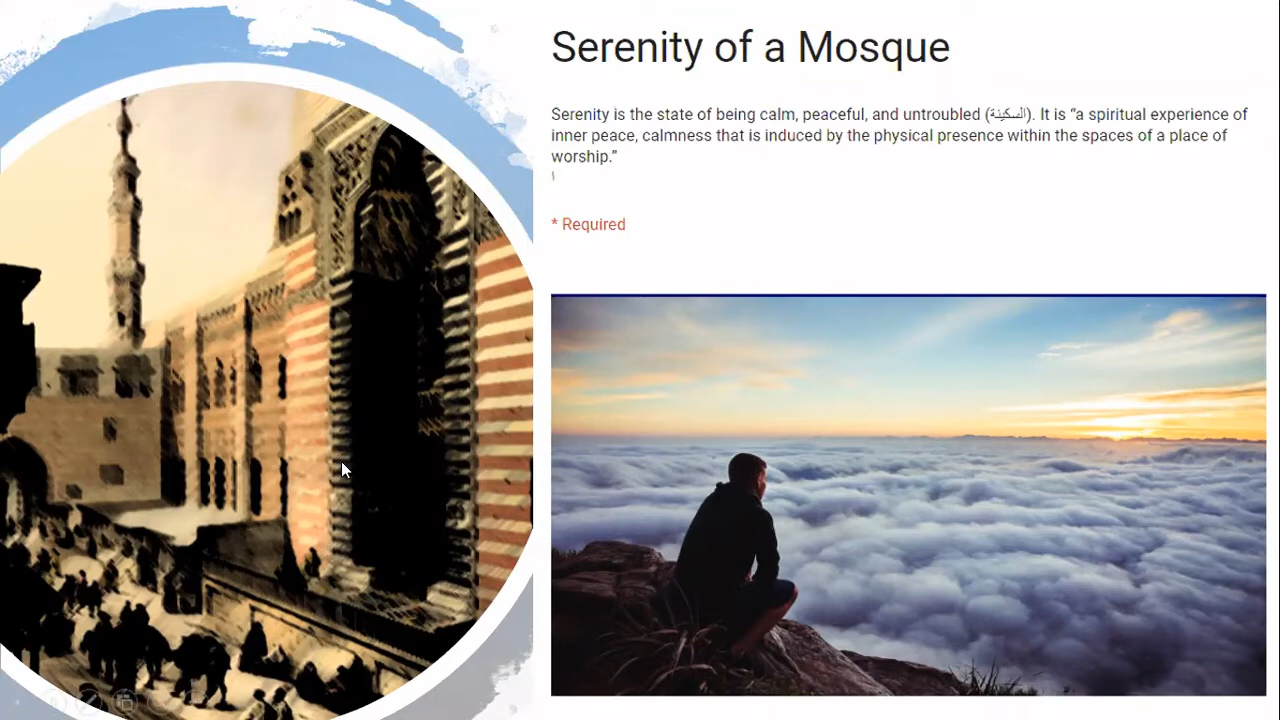 Serenity of a Mosque
Serenity is the state of being calm, peaceful, and untroubled (السكينة). It is “a spiritual experience of
inner peace, calmness that is induced by the physical presence within the spaces of a place of
worship.”
ا
* Required